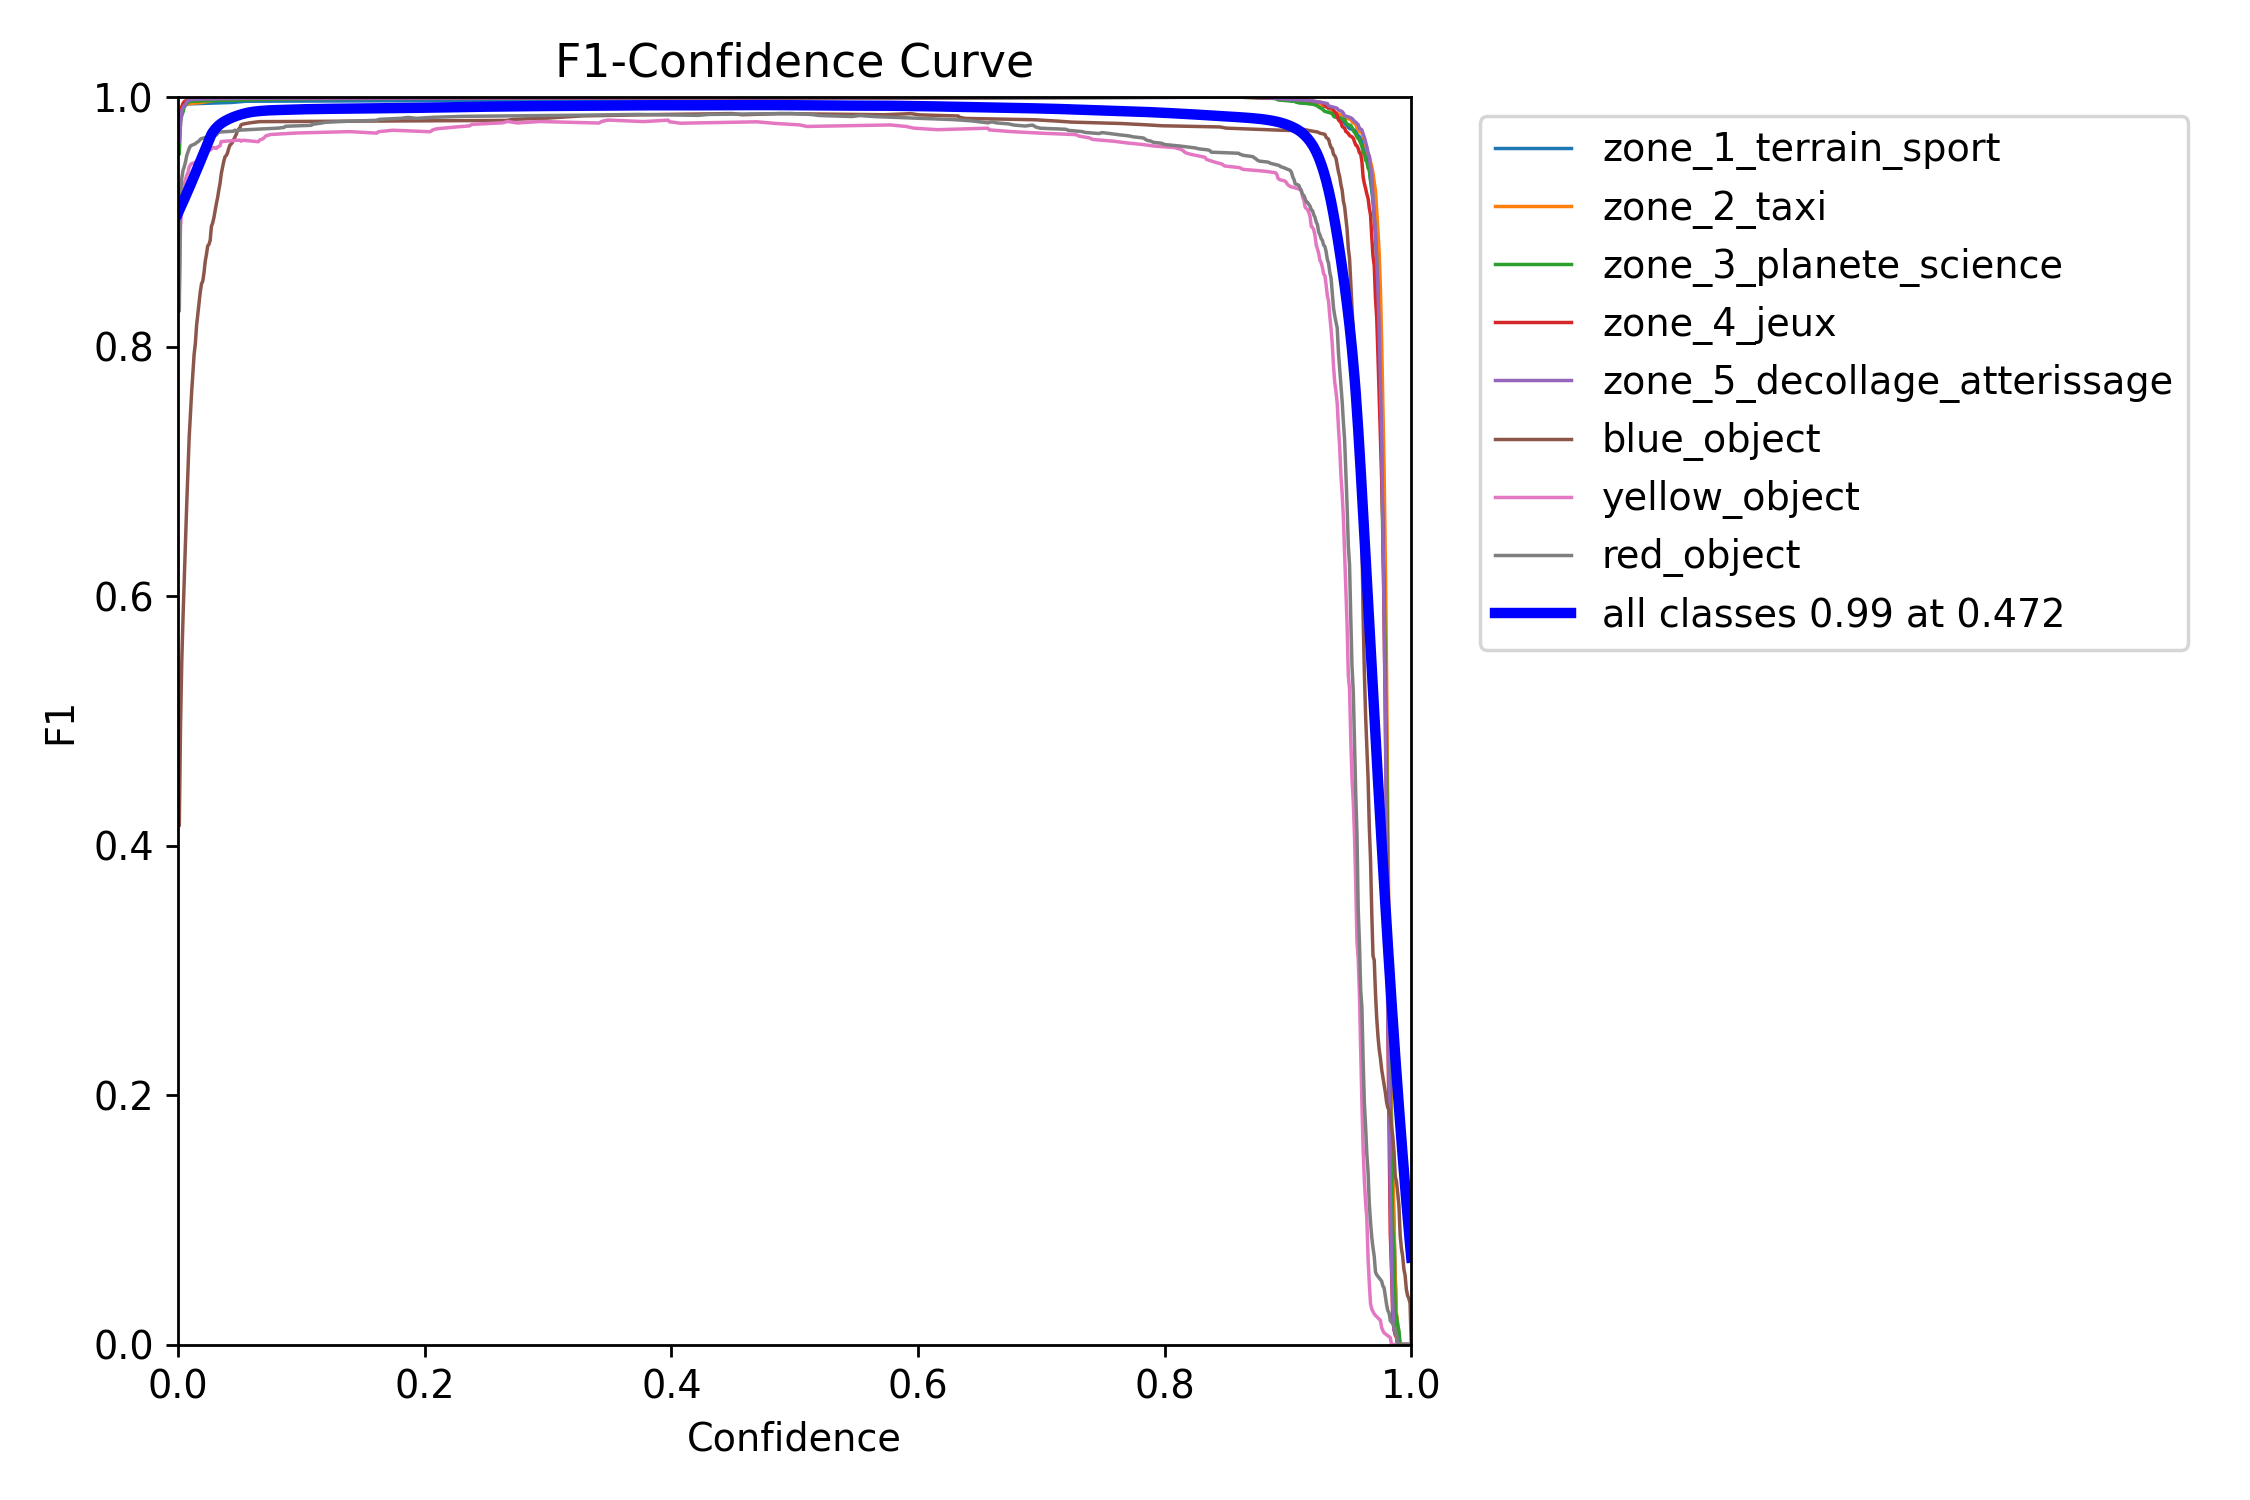 F1-Confidence Curve
1.0
0.8
0.6
0.4
0.2
0.0
F1
0.0 0.2 0.4 0.6 0.8 1.0
Confidence
zone_1_terrain_sport
zone_2_taxi
zone_3_planete_science
zone_4_jeux
zone_5_decollage_atterissage
blue_object
yellow_object
red_object
all classes 0.99 at 0.472